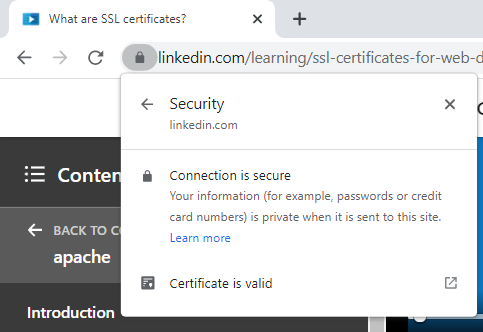 What are SSL certificates?
linkedin.com/learning/ssl-certificates-for-web-d
Security
linkedin.com
Connection is secure
Your information (for example, passwords or credit
card numbers) is private when it is sent to this site.
Learn more
Certificate is valid
Conten
BACK TO CO
apache
Introduction